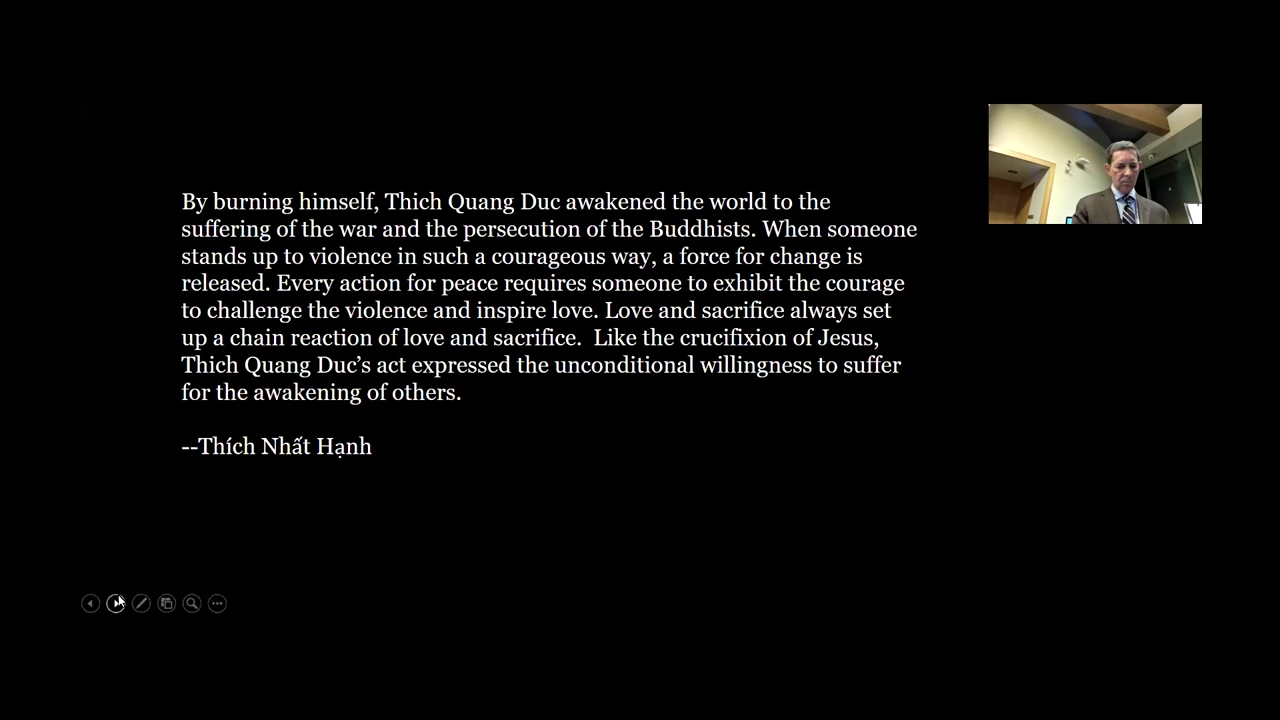 By burning himself, Thich Quang Duc awakened the world to the
suffering of the war and the persecution of the Buddhists. When someone
stands up to violence in such a courageous way, a force for change is
released. Every action for peace requires someone to exhibit the courage
to challenge the violence and inspire love. Love and sacrifice always set
up a chain reaction of love and sacrifice.  Like the crucifixion of Jesus,
Thich Quang Duc’s act expressed the unconditional willingness to suffer
for the awakening of others.
--Thích Nhất Hạnh